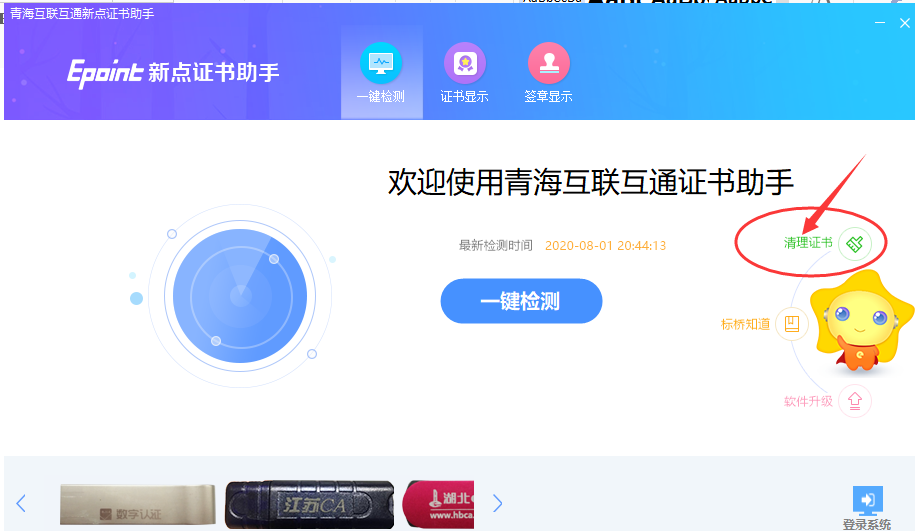 青海互联互通新点证书助手
Epoint 新点证书助手
一键检测
证书显示
签章显示
欢迎使用青海互联互通证书助手
最新检测时间 2020-08-01 20:44:13
清理证书
一键检测
标桥知道
软件升级
数字认证
江苏CA
湖北
www.hbca.
登录系统